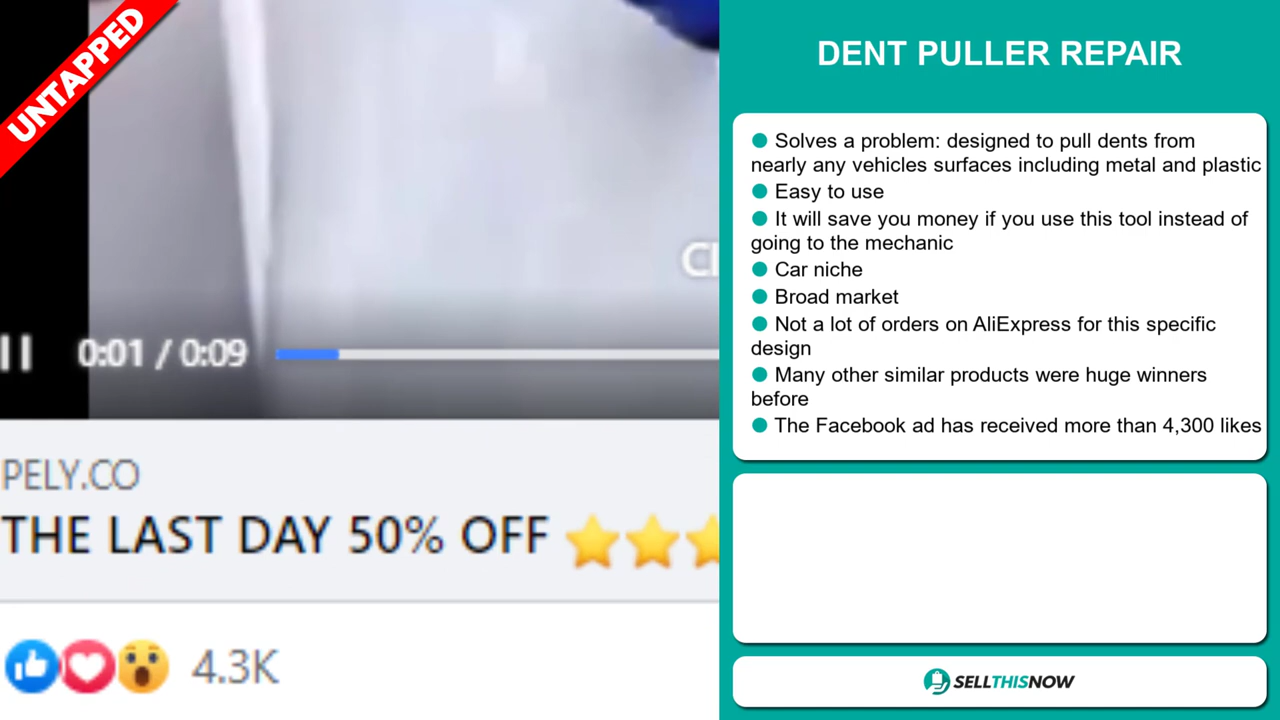 UNTAPPED
0:01 / 0:09
PELY.CO
THE LAST DAY 50% OFF ⭐⭐⭐
4.3K
DENT PULLER REPAIR
● Solves a problem: designed to pull dents from
nearly any vehicles surfaces including metal and plastic
● Easy to use
● It will save you money if you use this tool instead of
going to the mechanic
● Car niche
● Broad market
● Not a lot of orders on AliExpress for this specific
design
● Many other similar products were huge winners
before
● The Facebook ad has received more than 4,300 likes
SELLTHISNOW